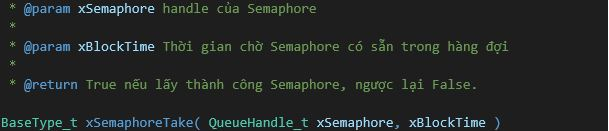 * @param xSemaphore handle của Semaphore
*
* @param xBlockTime Thời gian chờ Semaphore có sẵn trong hàng đợi
*
* @return True nếu lấy thành công Semaphore, ngược lại False.
BaseType_t xSemaphoreTake( QueueHandle_t xSemaphore, xBlockTime )